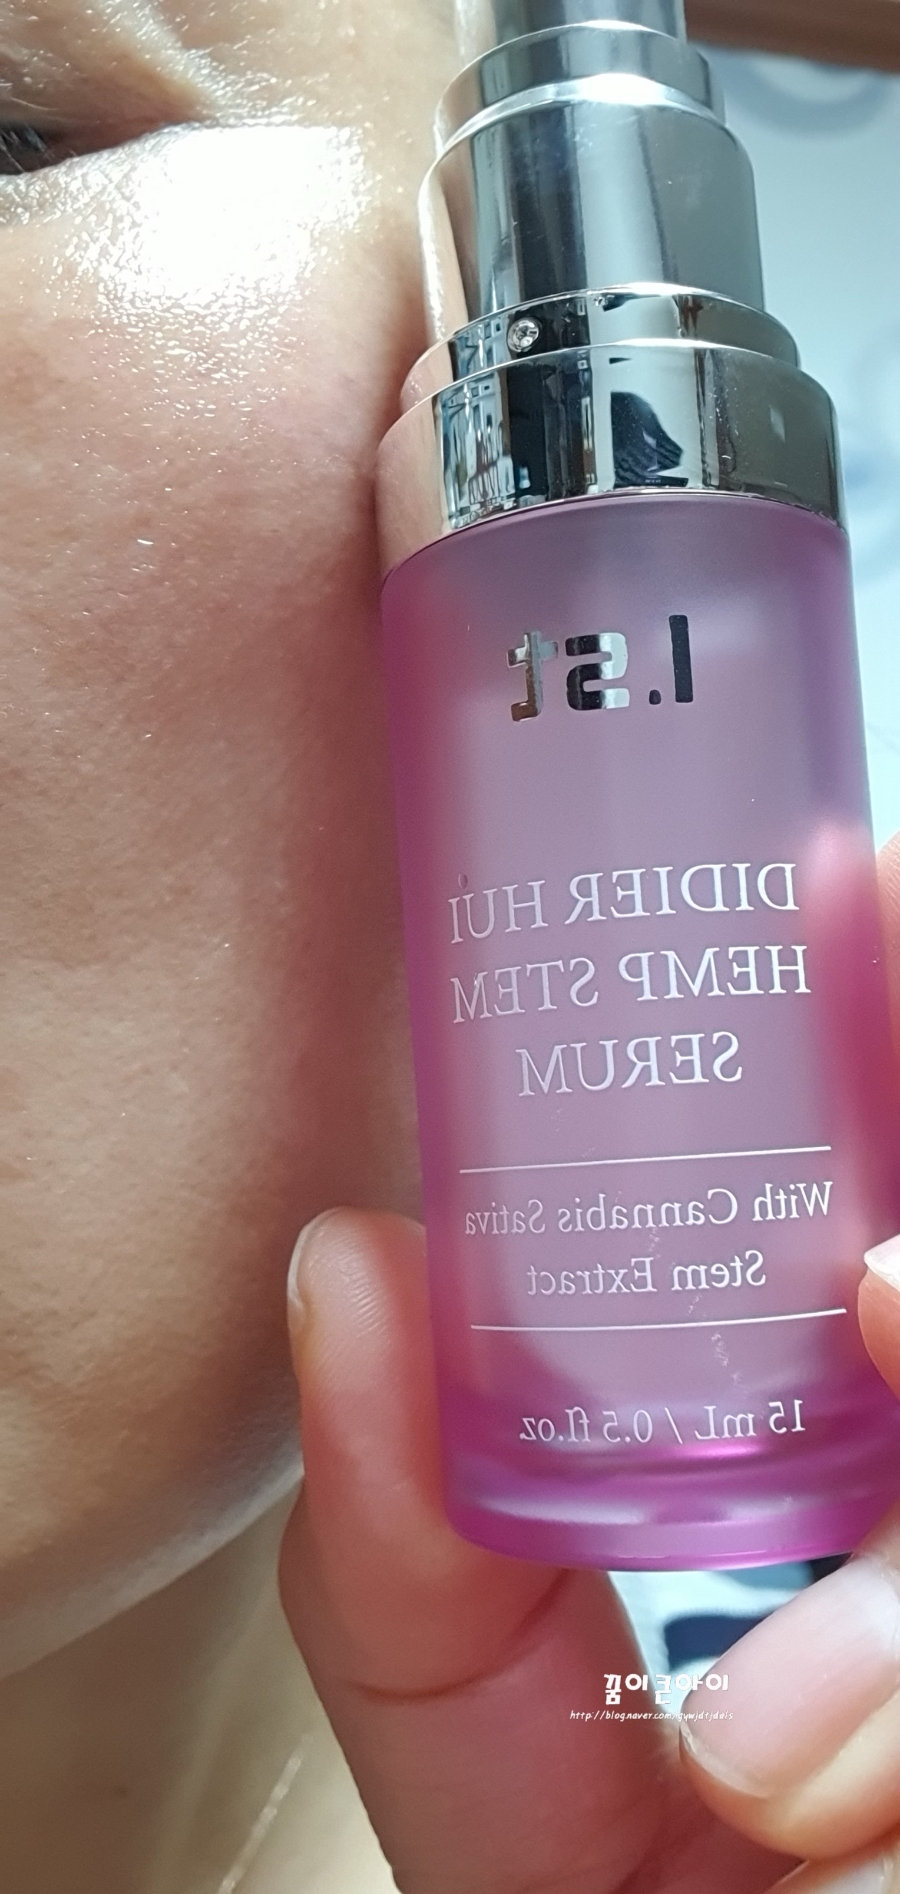 I.st
DIDIER HUİ
HEMP STEM
SERUM
With Cannabis Sativa
Stem Extract
15 mL / 0.5 fl.oz
꿈이큰아이